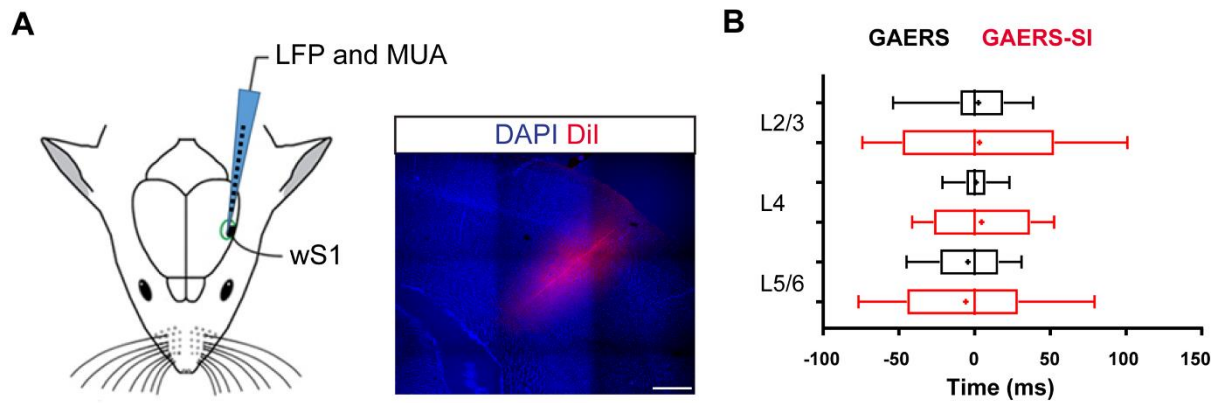 A
LFP and MUA
wS1
DAPI DiI
B
GAERS GAERS-SI
L2/3
L4
L5/6
-100 -50 0 50 100 150
Time (ms)